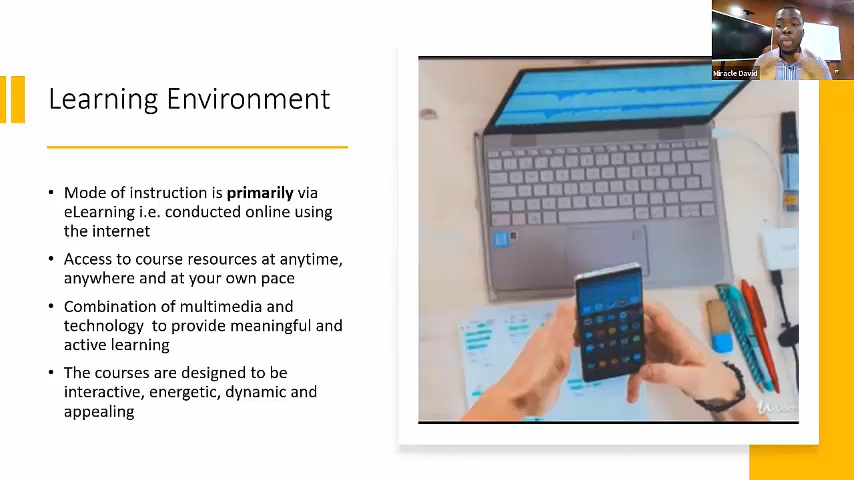 Miracle David
Learning Environment
• Mode of instruction is primarily via
eLearning i.e. conducted online using
the internet
• Access to course resources at anytime,
anywhere and at your own pace
• Combination of multimedia and
technology to provide meaningful and
active learning
• The courses are designed to be
interactive, energetic, dynamic and
appealing